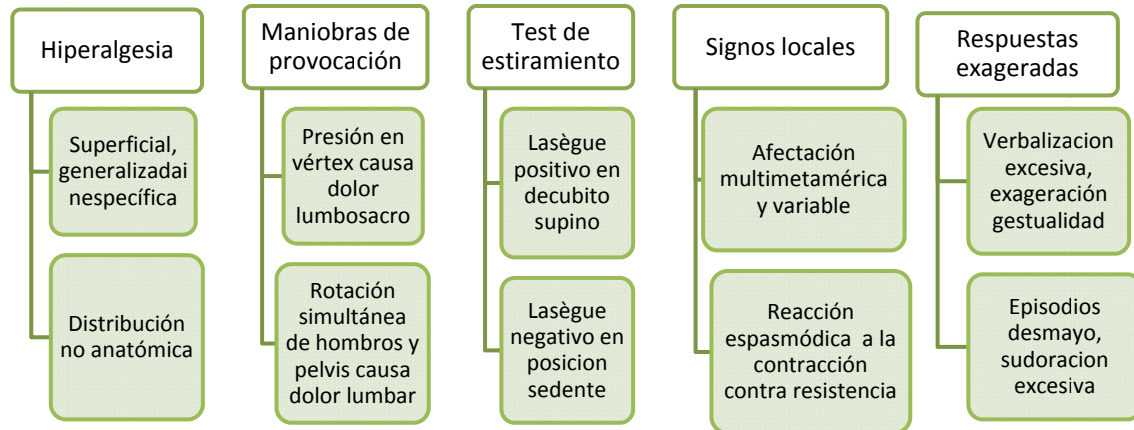 Hiperalgesia
Superficial,
generalizadai
nespecífica
Distribución
no anatómica
Maniobras de
provocación
Presión en
vértex causa
dolor
lumbosacro
Rotación
simultánea
de hombros y
pelvis causa
dolor lumbar
Test de
estiramiento
Lasègue
positivo en
decubito
supino
Lasègue
negativo en
posicion
sedente
Signos locales
Afectación
multimetamérica
y variable
Reacción
espasmódica a la
contracción
contra resistencia
Respuestas
exageradas
Verbalizacion
excesiva,
exageración
gestualidad
Episodios
desmayo,
sudoracion
excesiva